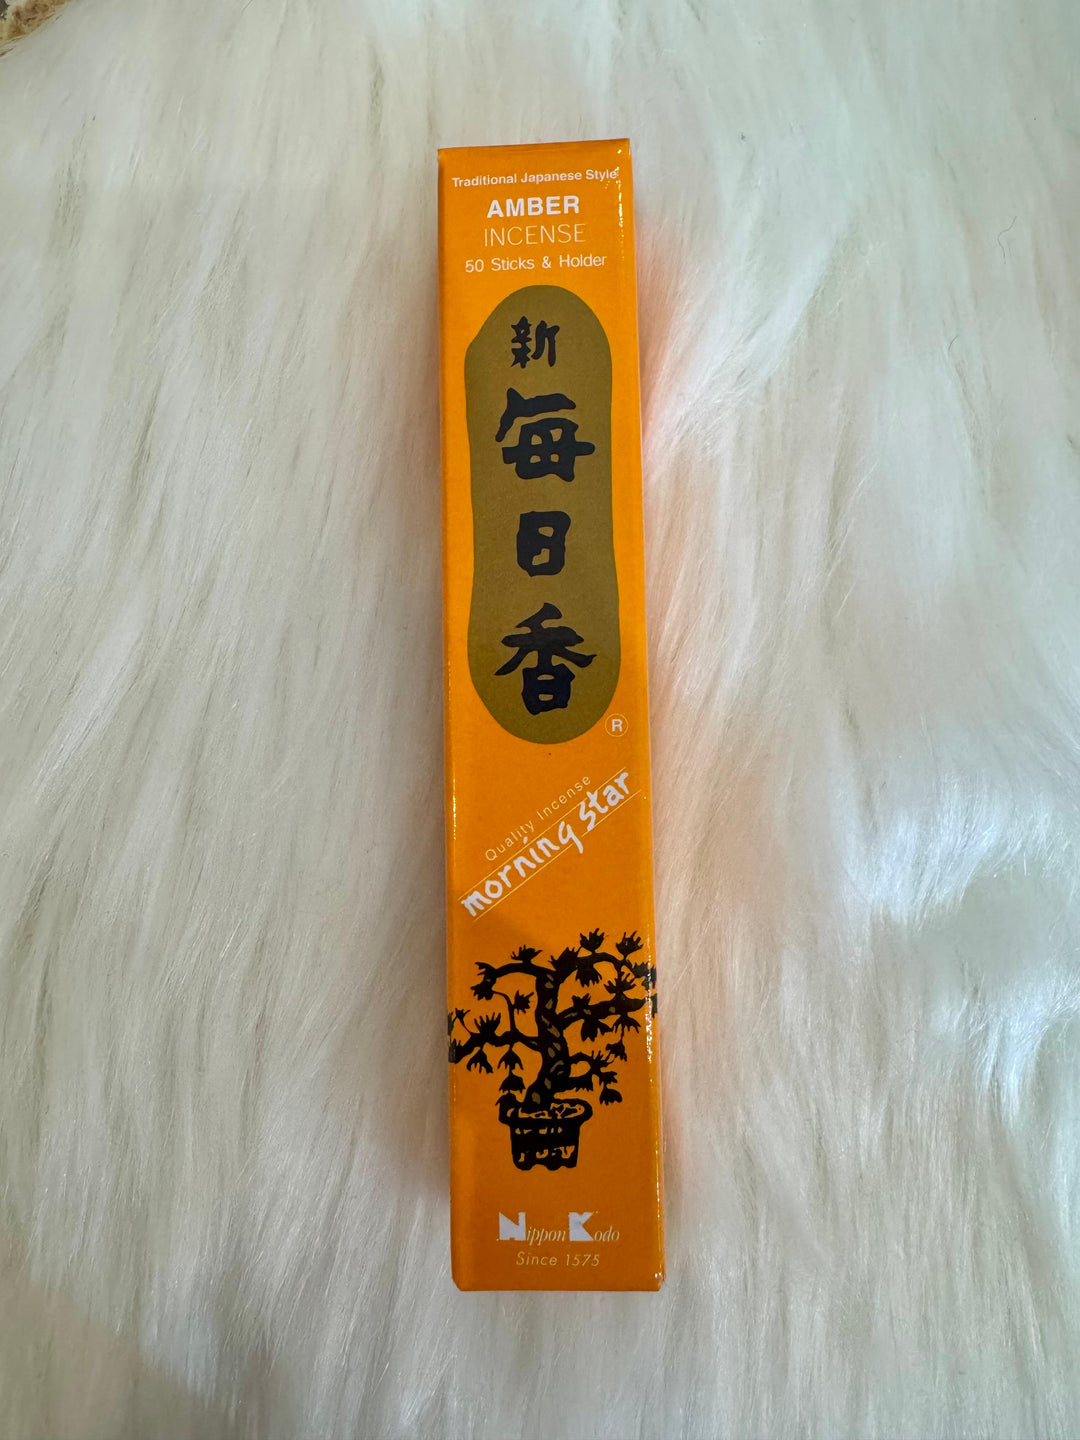 Traditional Japanese Style
AMBER
INCENSE
50 Sticks & Holder
新
毎
日
香
®
Quality Incense
morning star
Nippon Kodo
Since 1575